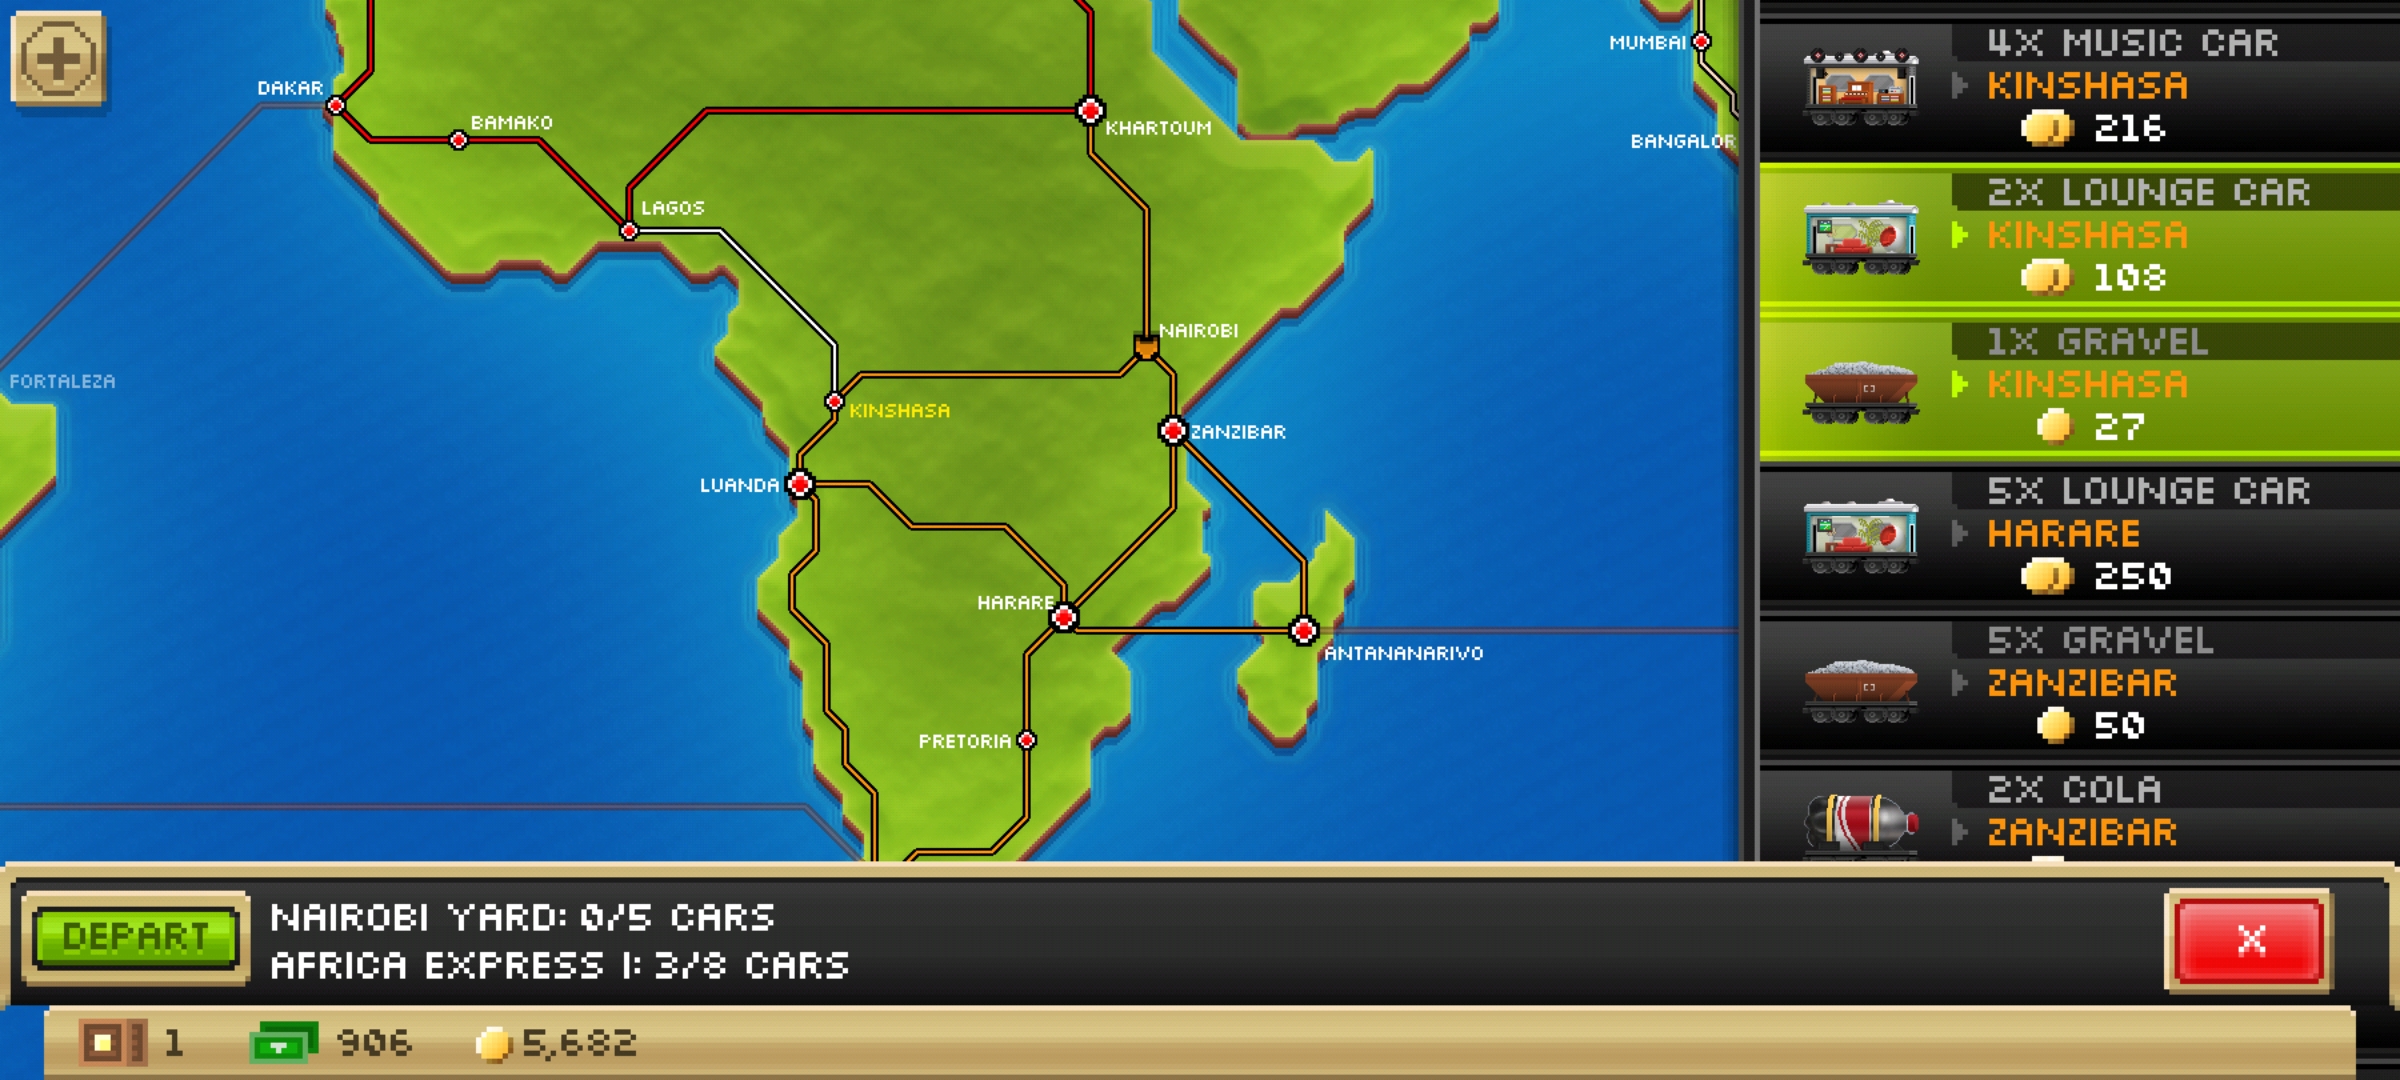 DAKAR
BAMAKO
LAGOS
KHARTOUM
MUMBAI
BANGALOR
NAIROBI
FORTALEZA
KINSHASA
ZANZIBAR
LUANDA
HARARE
ANTANANARIVO
PRETORIA
4X MUSIC CAR
KINSHASA
216
2X LOUNGE CAR
KINSHASA
108
1X GRAVEL
KINSHASA
27
5X LOUNGE CAR
HARARE
250
5X GRAVEL
ZANZIBAR
50
2X COLA
ZANZIBAR
DEPART
NAIROBI YARD: 0/5 CARS
AFRICA EXPRESS I: 3/8 CARS
X
1
906
5,682